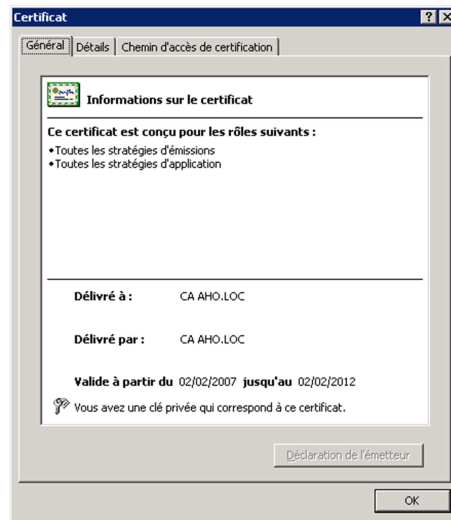 Certificat
Général Détails Chemin d'accès de certification
Informations sur le certificat
Ce certificat est conçu pour les rôles suivants :
•Toutes les stratégies d'émissions
•Toutes les stratégies d'application
Délivré à : CA AHO.LOC
Délivré par : CA AHO.LOC
Valide à partir du 02/02/2007 jusqu'au 02/02/2012
Vous avez une clé privée qui correspond à ce certificat.
Déclaration de l'émetteur
OK